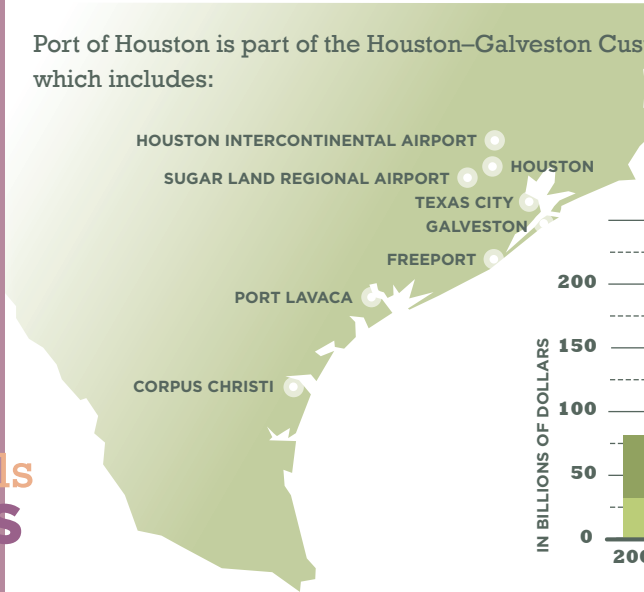 Port of Houston is part of the Houston–Galveston
which includes:
HOUSTON INTERCONTINENTAL AIRPORT
HOUSTON
SUGAR LAND REGIONAL AIRPORT
TEXAS CITY
GALVESTON
FREEPORT
PORT LAVACA
CORPUS CHRISTI
IN BILLIONS OF DOLLARS
200
150
100
50
0